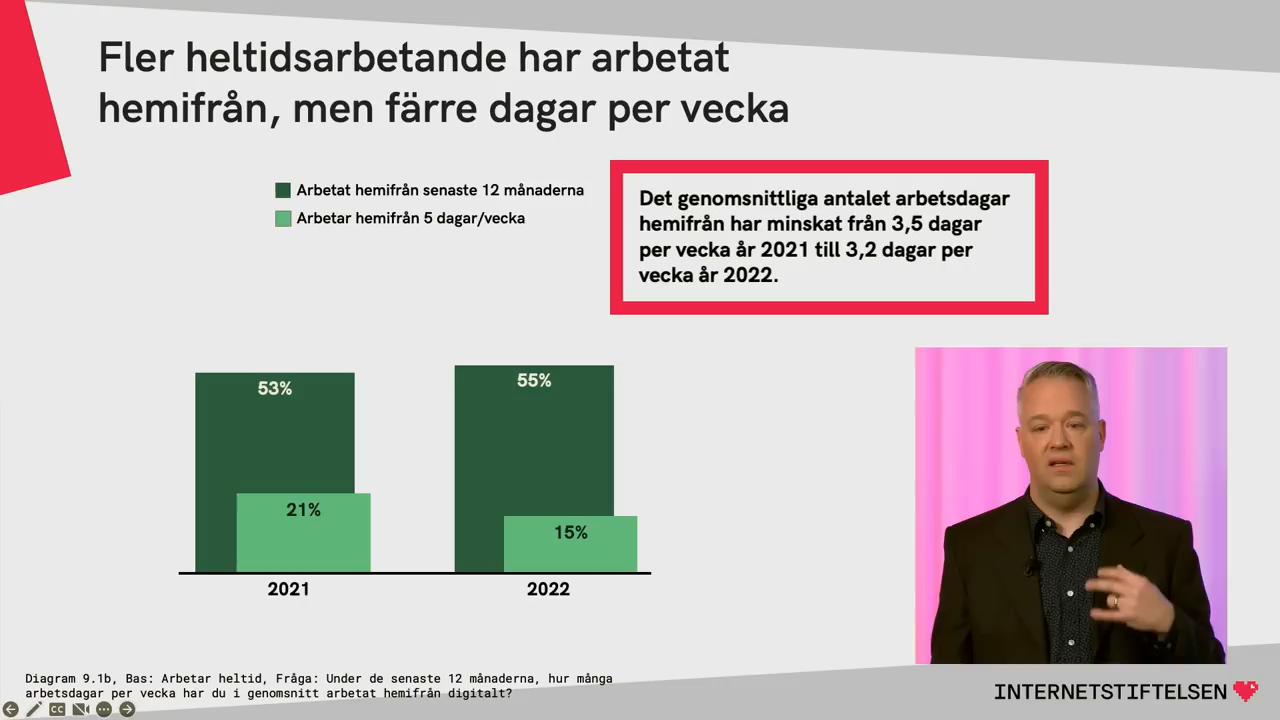 Fler heltidsarbetande har arbetat
hemifrån, men färre dagar per vecka
Arbetat hemifrån senaste 12 månaderna
Arbetar hemifrån 5 dagar/vecka
Det genomsnittliga antalet arbetsdagar
hemifrån har minskat från 3,5 dagar
per vecka år 2021 till 3,2 dagar per
vecka år 2022.
53%
21%
55%
15%
2021
2022
Diagram 9.1b, Bas: Arbetar heltid, Fråga: Under de senaste 12 månaderna, hur många
arbetsdagar per vecka har du i genomsnitt arbetat hemifrån digitalt?
CC
INTERNETSTIFTELSEN